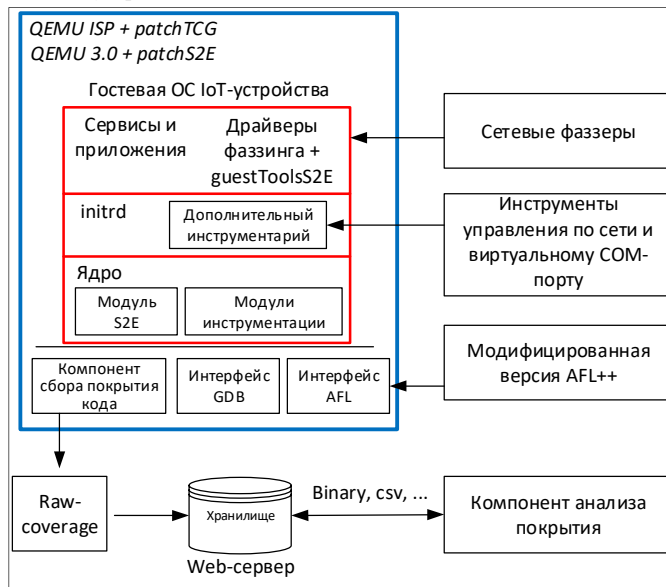 QEMU ISP + patchTCG
QEMU 3.0 + patchS2E
Гостевая ОС IoT-устройства
Сервисы и
приложения
Драйверы
фаззинга +
guestToolsS2E
Сетевые фаззеры
initrd
Дополнительный
инструментарий
Инструменты
управления по сети и
виртуальному COM-
порту
Ядро
Модуль
S2E
Модули
инструментации
Компонент
сбора покрытия
кода
Интерфейс
GDB
Интерфейс
AFL
Модифицированная
версия AFL++
Raw-
coverage
Хранилище
Web-сервер
Binary, csv, ...
Компонент анализа
покрытия